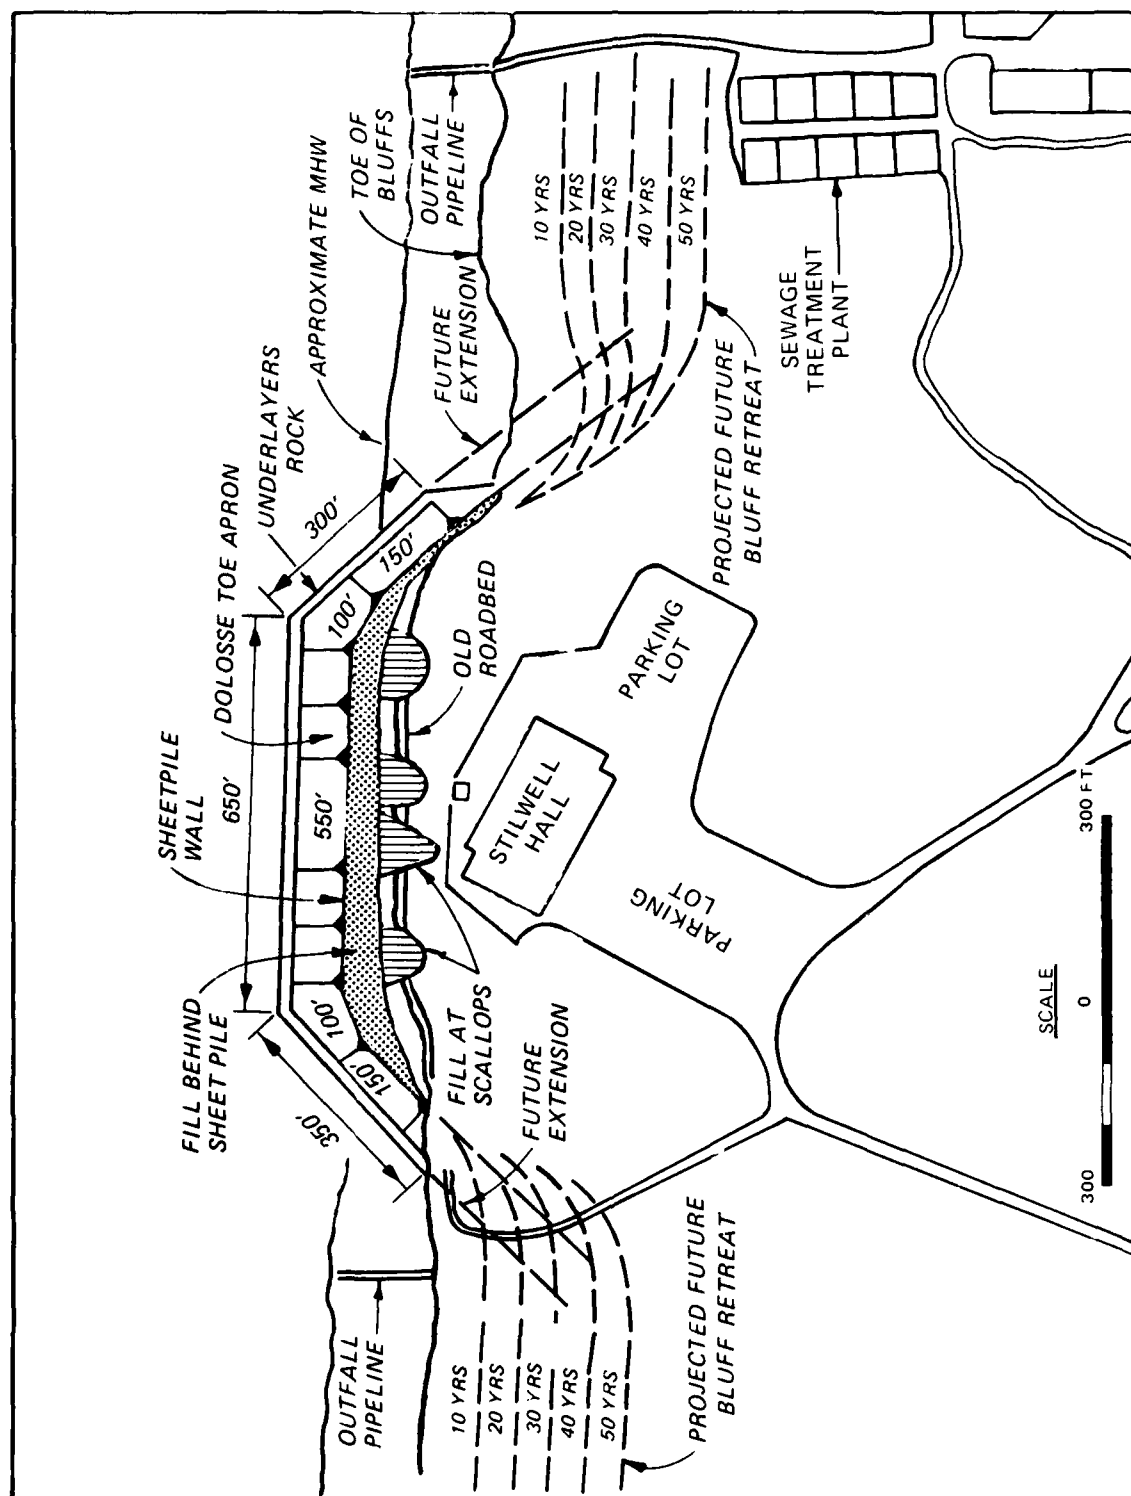 OUTFALL
PIPELINE
10 YRS
20 YRS
30 YRS
40 YRS
50 YRS
PROJECTED FUTURE
BLUFF RETREAT
FILL BEHIND
SHEET PILE
350'
150'
100'
FUTURE
EXTENSION
FILL AT
SCALLOPS
SHEETPILE
WALL
650'
550'
DOLOSSE TOE APRON
UNDERLAYERS
ROCK
300'
100'
150'
OLD
ROADBED
STILWELL
HALL
PARKING
LOT
PARKING
LOT
APPROXIMATE MHW
FUTURE
EXTENSION
TOE OF
BLUFFS
OUTFALL
PIPELINE
10 YRS
20 YRS
30 YRS
40 YRS
50 YRS
PROJECTED FUTURE
BLUFF RETREAT
SEWAGE
TREATMENT
PLANT
SCALE
300
0
300 FT